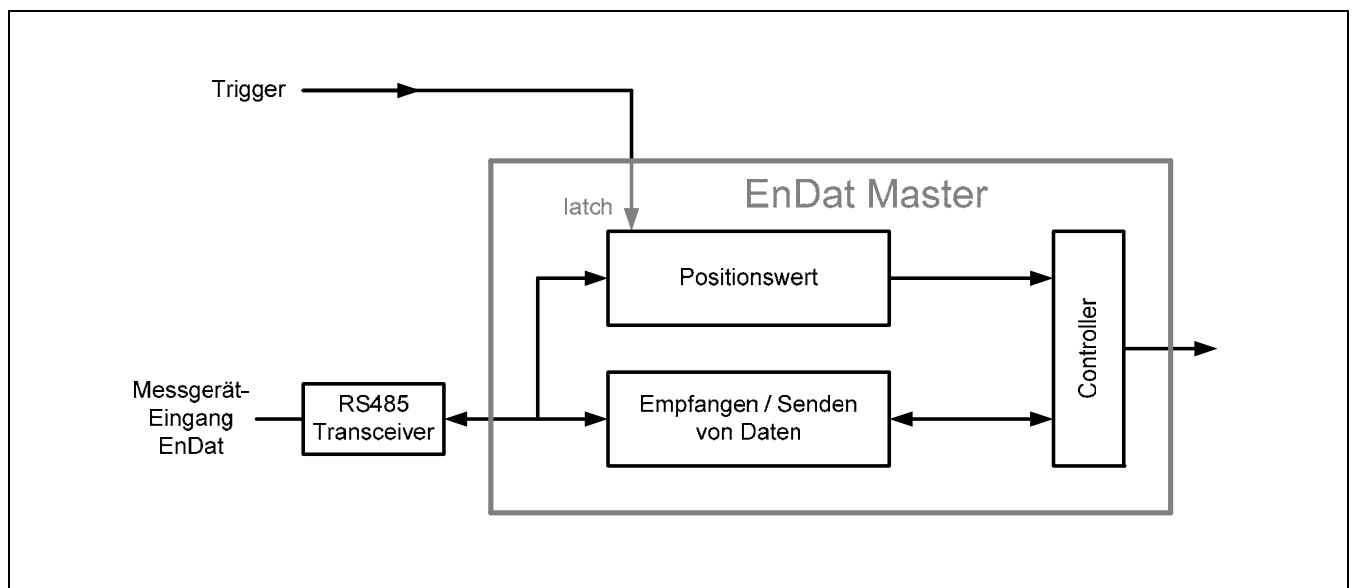 Trigger
EnDat Master
latch
Positionswert
Controller
Messgerät-
Eingang
EnDat
RS485
Transceiver
Empfangen / Senden
von Daten